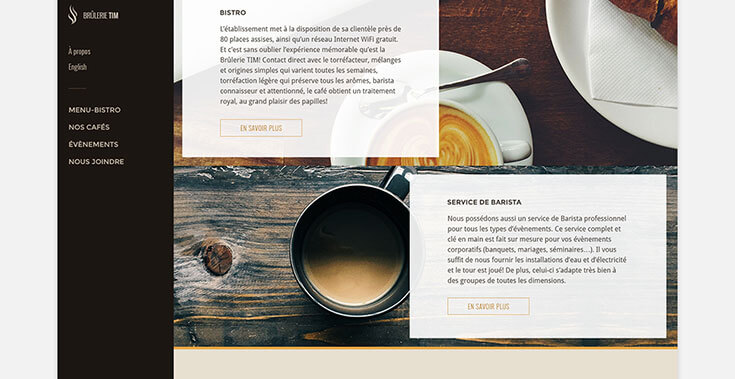 BRÛLERIE TIM
À propos
English
MENU-BISTRO
NOS CAFÉS
ÉVÈNEMENTS
NOUS JOINDRE
BISTRO
L'établissement met à la disposition de sa clientèle près de
80 places assises, ainsi qu'un réseau Internet WiFi gratuit.
Et c'est sans oublier l'expérience mémorable qu'est la
Brûlerie TIM! Contact direct avec le torréfacteur, mélanges
et origines simples qui varient toutes les semaines,
torréfaction légère qui préserve tous les arômes, barista
connaisseur et attentionné, le café obtient un traitement
royal, au grand plaisir des papilles!
EN SAVOIR PLUS
SERVICE DE BARISTA
Nous possédons aussi un service de Barista professionnel
pour tous les types d'évènements. Ce service complet et
clé en main est fait sur mesure pour vos évènements
corporatifs (banquets, mariages, séminaires...). Il vous
suffit de nous fournir les installations d'eau et d'électricité
et le tour est joué! De plus, celui-ci s'adapte très bien à
des groupes de toutes les dimensions.
EN SAVOIR PLUS